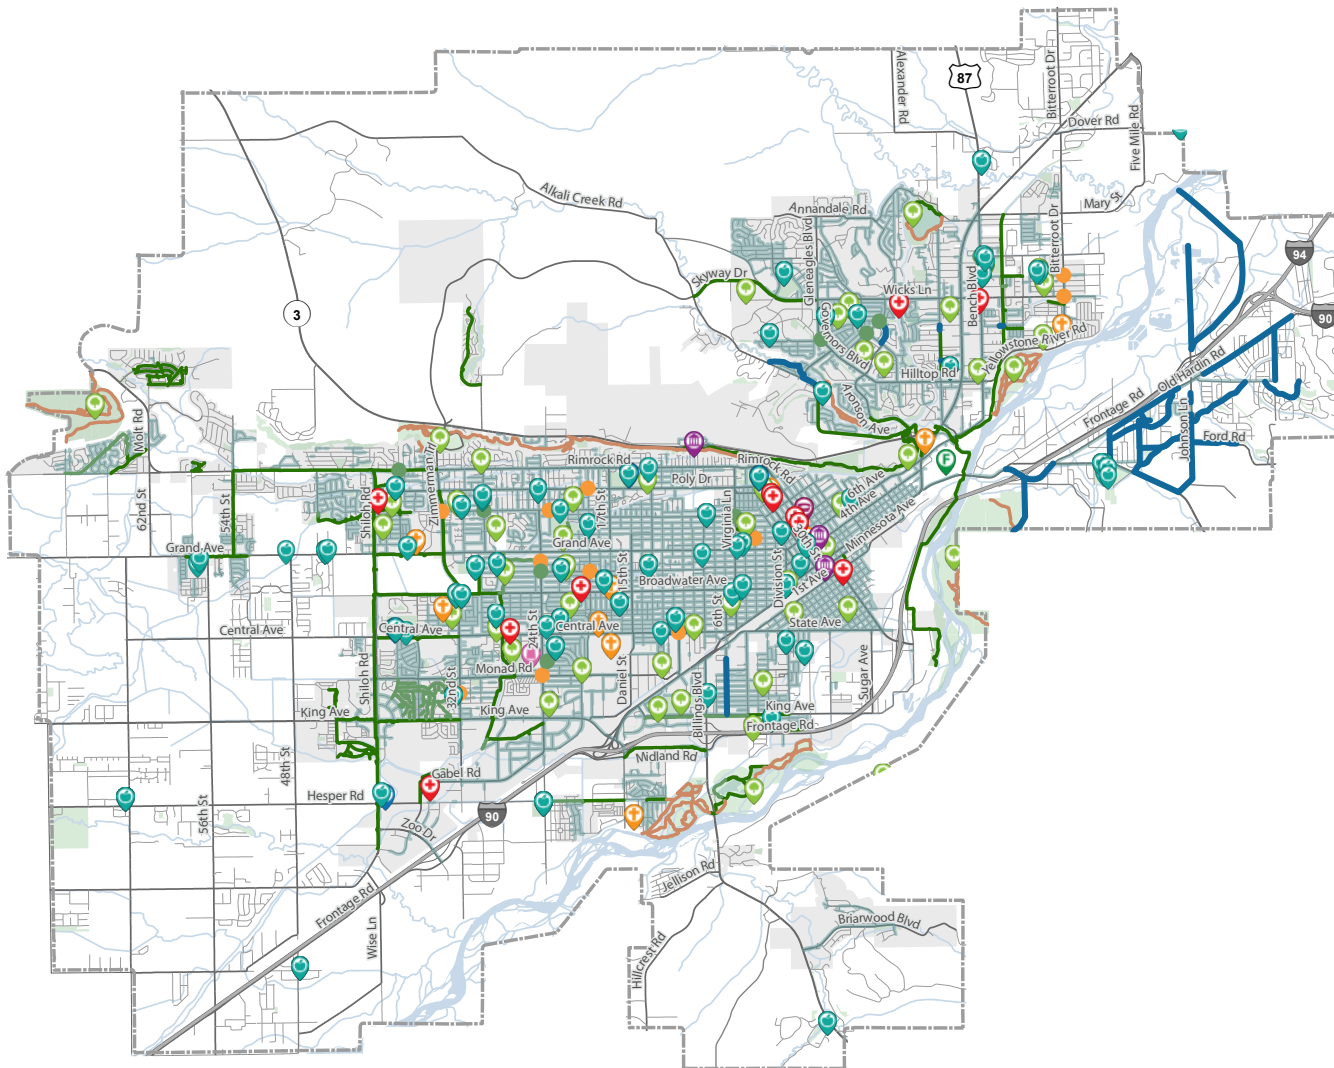 Alexander Rd
87
Bitterroot Dr
Dover Rd
Five Mile Rd
Alkali Creek Rd
Annandale Rd
Mary St
Gleneagles Blvd
Bitterroot Dr
94
Skyway Dr
Wicks Ln
Bench Blvd
3
Governors Blvd
90
Yellowstone River Rd
Hilltop Rd
Old Hardin Rd
Aronson Ave
Frontage Rd
Molt Rd
Johnson Ln
Ford Rd
Zimmerman Trl
Rimrock Rd
Rimrock Rd
F
Poly Dr
6th Ave
4th Ave
62nd St
54th St
Shiloh Rd
17th St
Virginia Ln
Minnesota Ave
Grand Ave
Grand Ave
30th St
15th St
Broadwater Ave
Division St
1st Ave
6th St
Central Ave
Central Ave
24th St
Central Ave
State Ave
Monad Rd
Shiloh Rd
32nd St
Daniel St
Billings Blvd
Sugar Ave
King Ave
King Ave
King Ave
Frontage Rd
48th St
Midland Rd
Gabel Rd
Hesper Rd
56th St
90
Zoo Dr
Jellison Rd
Frontage Rd
Briarwood Blvd
Wise Ln
Hillcrest Rd